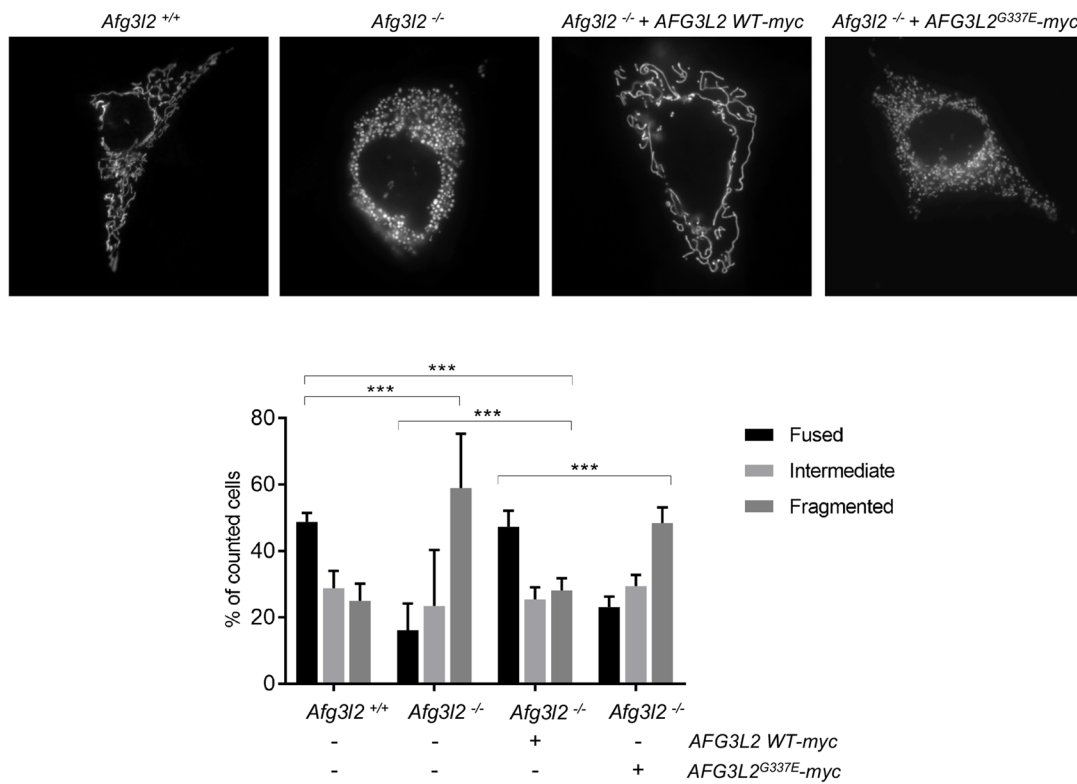 Afg3l2 +/+ Afg3l2 -/- Afg3l2 -/- + AFG3L2 WT-myc Afg3l2 -/- + AFG3L2G337E-myc
***
***
***
***
80
60
40
20
0
% of counted cells
Fused
Intermediate
Fragmented
Afg3l2 +/+ Afg3l2 -/- Afg3l2 -/- Afg3l2 -/-
- - + - AFG3L2 WT-myc
- - - + AFG3L2G337E-myc